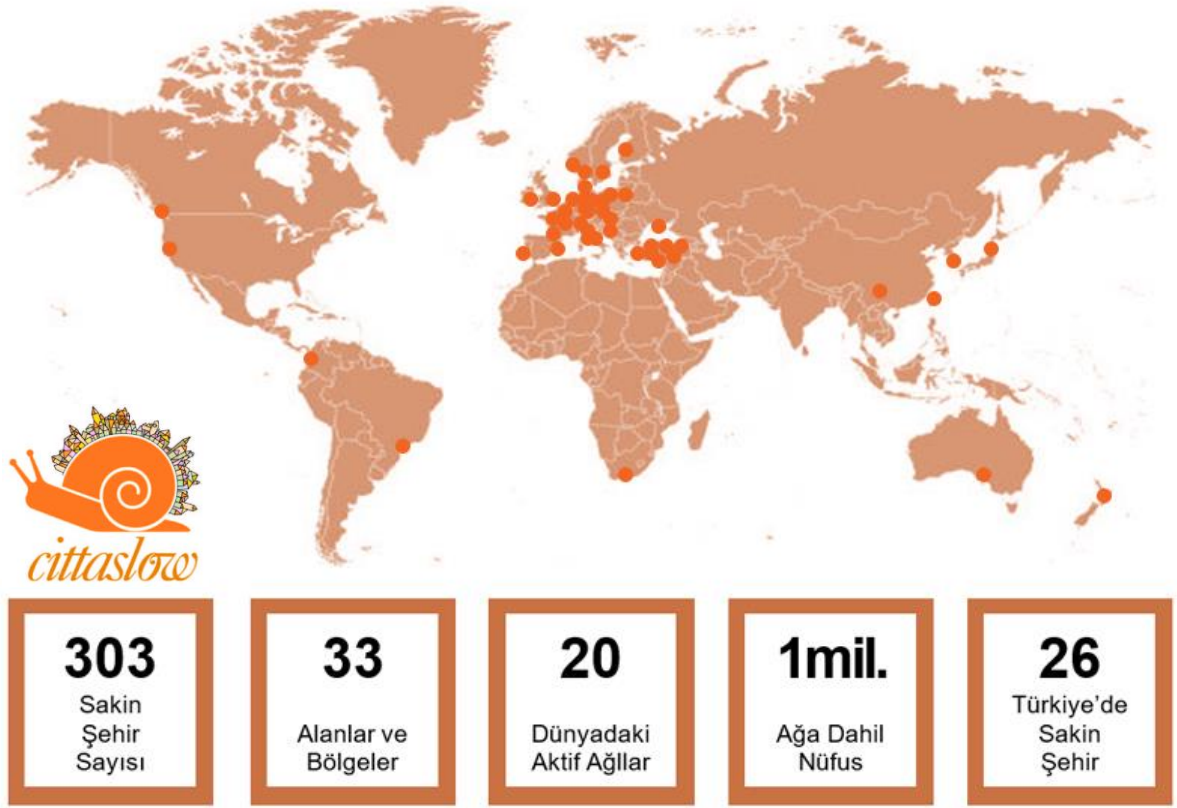 cittaslow
303
Sakin
Şehir
Sayısı
33
Alanlar ve
Bölgeler
20
Dünyadaki
Aktif Ağllar
1mil.
Ağa Dahil
Nüfus
26
Türkiye'de
Sakin
Şehir